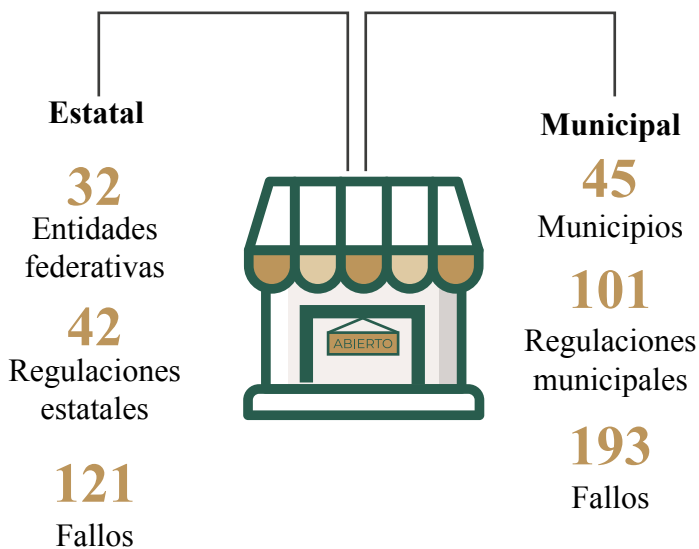 Estatal
32
Entidades
federativas
42
Regulaciones
estatales
121
Fallos
ABIERTO
Municipal
45
Municipios
101
Regulaciones
municipales
193
Fallos